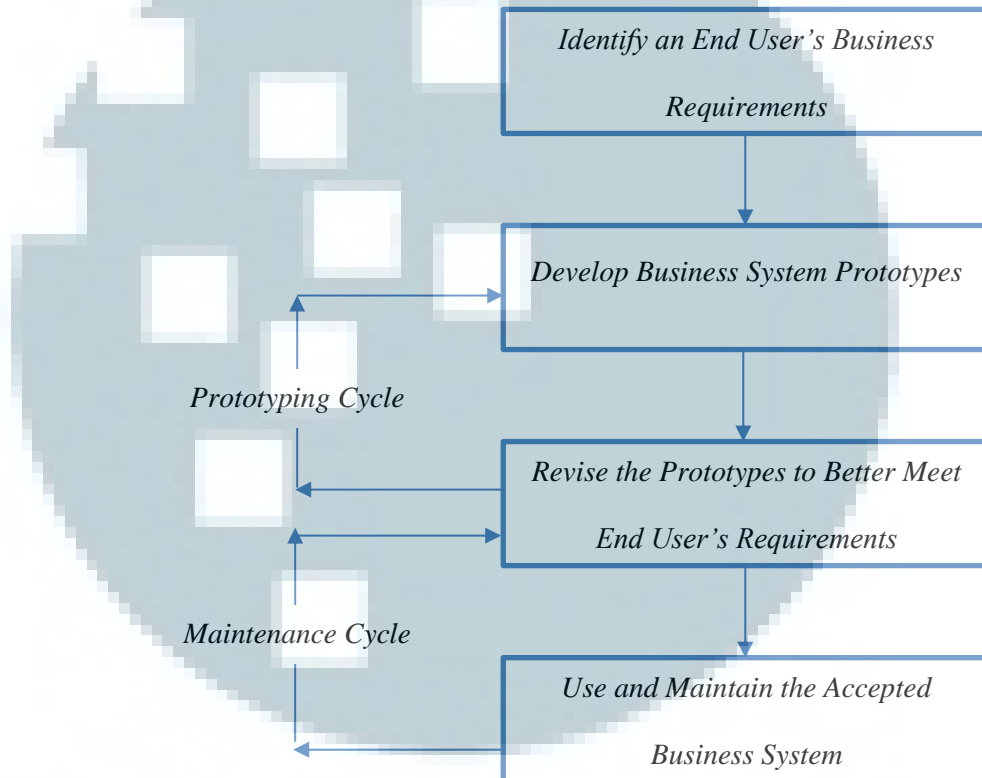 Identify an End User’s Business
Requirements
Develop Business System Prototypes
Prototyping Cycle
Revise the Prototypes to Better Meet
End User’s Requirements
Maintenance Cycle
Use and Maintain the Accepted
Business System